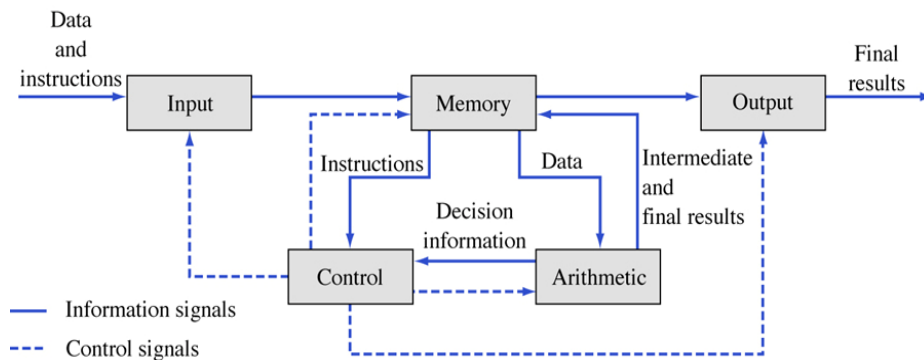 Data
and
instructions
Input
Memory
Output
Final
results
Instructions
Data
Intermediate
and
final results
Decision
information
Control
Arithmetic
Information signals
Control signals